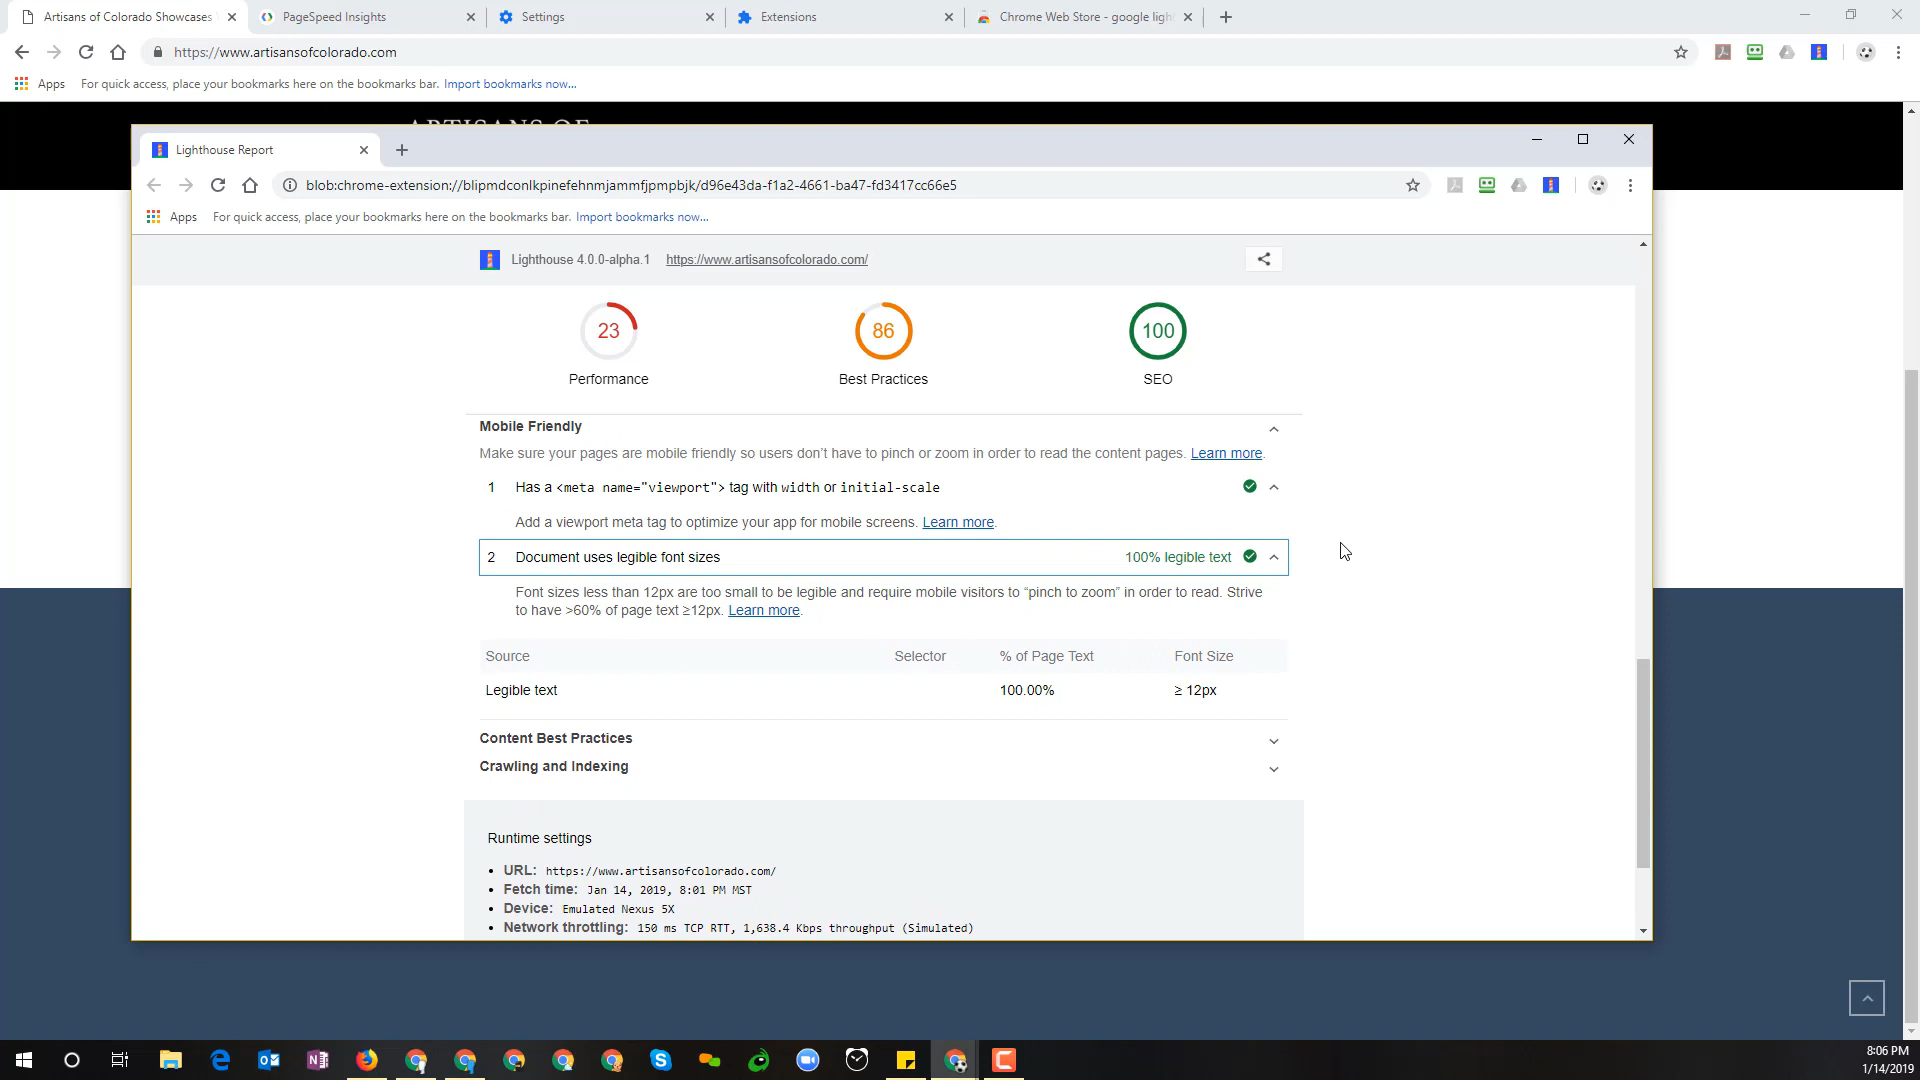 Artisans of Colorado Showcases
PageSpeed Insights
Settings
Extensions
Chrome Web Store - google ligh
https://www.artisansofcolorado.com
Apps
For quick access, place your bookmarks here on the bookmarks bar. Import bookmarks now...
ARTISANS OF
Lighthouse Report
blob:chrome-extension://blipmdconlkpinefehnmjammfjpmpbjk/d96e43da-f1a2-4661-ba47-fd3417cc66e5
Apps
For quick access, place your bookmarks here on the bookmarks bar. Import bookmarks now...
Lighthouse 4.0.0-alpha.1
https://www.artisansofcolorado.com/
23
86
100
Performance
Best Practices
SEO
Mobile Friendly
Make sure your pages are mobile friendly so users don't have to pinch or zoom in order to read the content pages. Learn more.
1 Has a <meta name="viewport"> tag with width or initial-scale
Add a viewport meta tag to optimize your app for mobile screens. Learn more.
2 Document uses legible font sizes 100% legible text
Font sizes less than 12px are too small to be legible and require mobile visitors to “pinch to zoom” in order to read. Strive
to have >60% of page text ≥12px. Learn more.
Source Selector % of Page Text Font Size
Legible text 100.00% ≥ 12px
Content Best Practices
Crawling and Indexing
Runtime settings
• URL: https://www.artisansofcolorado.com/
• Fetch time: Jan 14, 2019, 8:01 PM MST
• Device: Emulated Nexus 5X
• Network throttling: 150 ms TCP RTT, 1,638.4 Kbps throughput (Simulated)
8:06 PM
1/14/2019